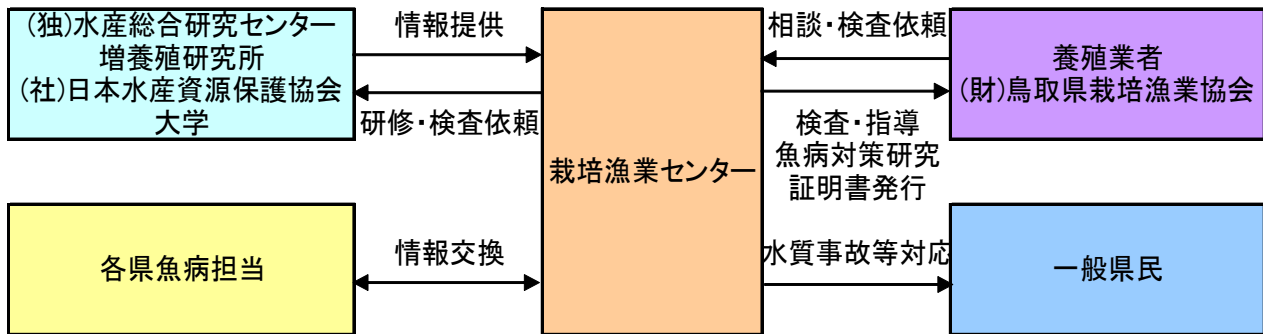 (独)水産総合研究センター
増養殖研究所
(社)日本水産資源保護協会
大学
情報提供
研修・検査依頼
栽培漁業センター
相談・検査依頼
検査・指導
魚病対策研究
証明書発行
養殖業者
(財)鳥取県栽培漁業協会
各県魚病担当
情報交換
水質事故等対応
一般県民